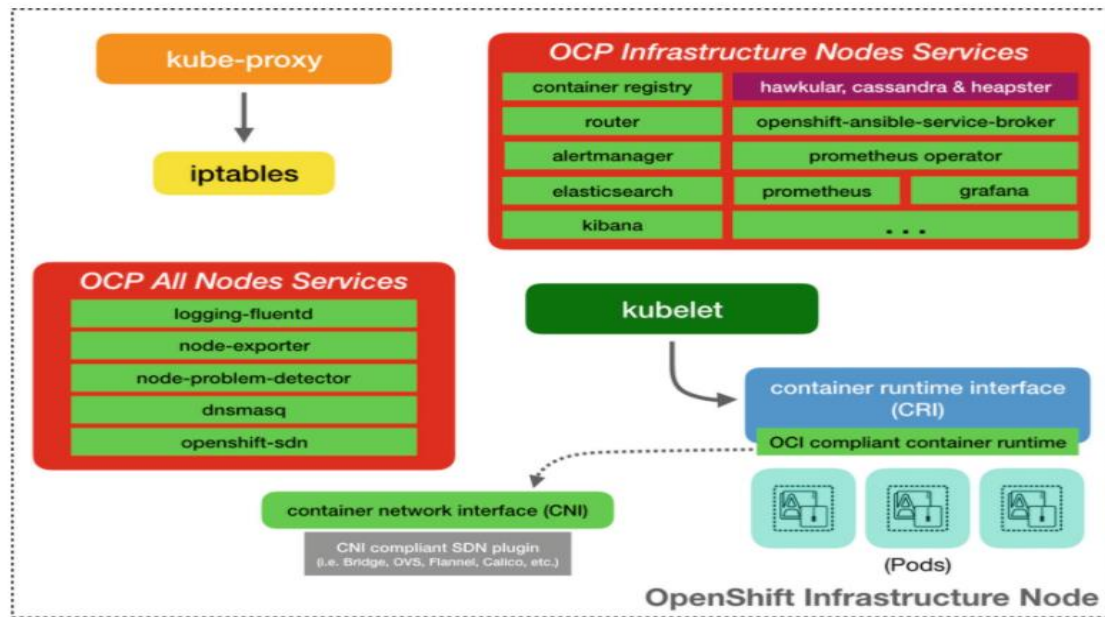 kube-proxy
iptables
OCP Infrastructure Nodes Services
container registry
hawkular, cassandra & heapster
router
openshift-ansible-service-broker
alertmanager
prometheus operator
elasticsearch
prometheus
grafana
kibana
...
OCP All Nodes Services
logging-fluentd
node-exporter
node-problem-detector
dnsmasq
openshift-sdn
kubelet
container runtime interface
(CRI)
OCI compliant container runtime
container network interface (CNI)
CNI compliant SDN plugin
(i.e. Bridge, OVS, Flannel, Calico, etc.)
(Pods)
OpenShift Infrastructure Node